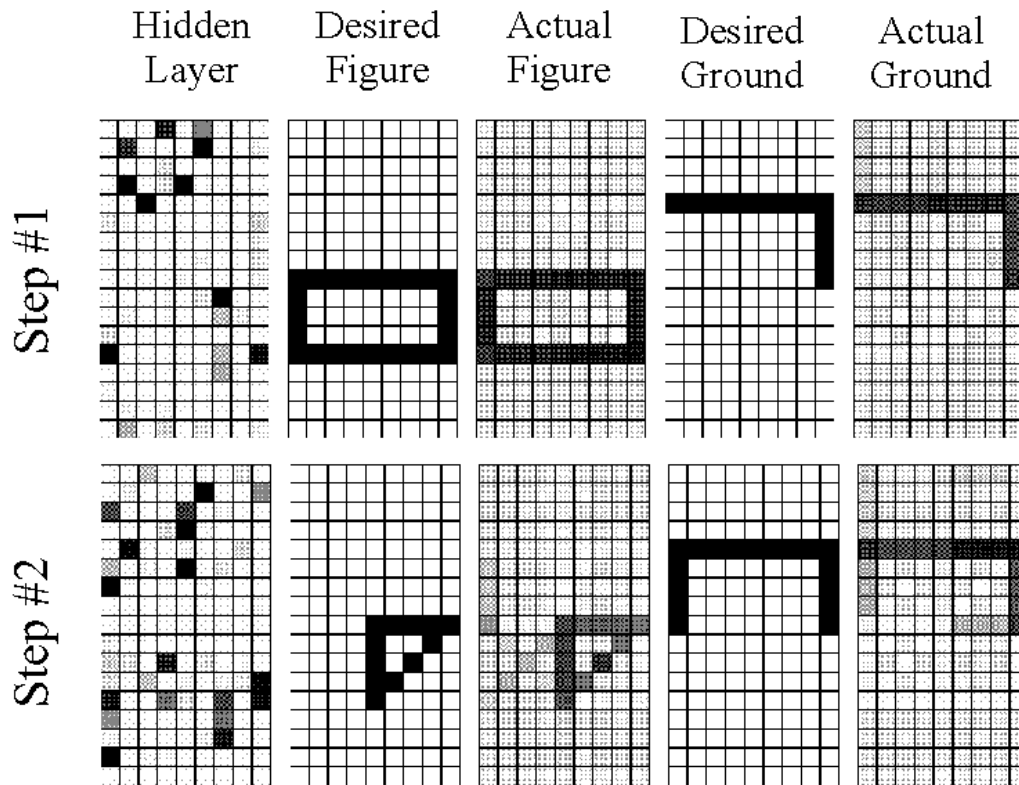 Hidden
Layer
Desired
Figure
Actual
Figure
Desired
Ground
Actual
Ground
Step #1
Step #2